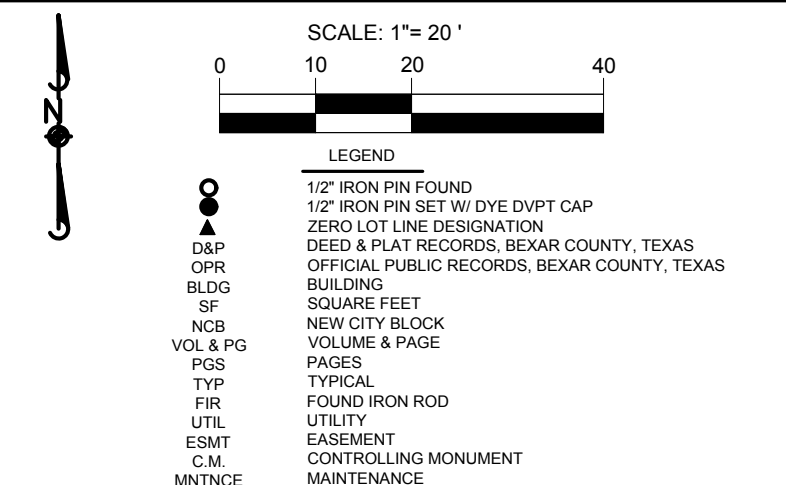 SCALE: 1"= 20 '
0 10 20 40
N
LEGEND
1/2" IRON PIN FOUND
1/2" IRON PIN SET W/ DYE DVPT CAP
ZERO LOT LINE DESIGNATION
D&P DEED & PLAT RECORDS, BEXAR COUNTY, TEXAS
OPR OFFICIAL PUBLIC RECORDS, BEXAR COUNTY, TEXAS
BLDG BUILDING
SF SQUARE FEET
NCB NEW CITY BLOCK
VOL & PG VOLUME & PAGE
PGS PAGES
TYP TYPICAL
FIR FOUND IRON ROD
UTIL UTILITY
ESMT EASEMENT
C.M. CONTROLLING MONUMENT
MNTNCE MAINTENANCE